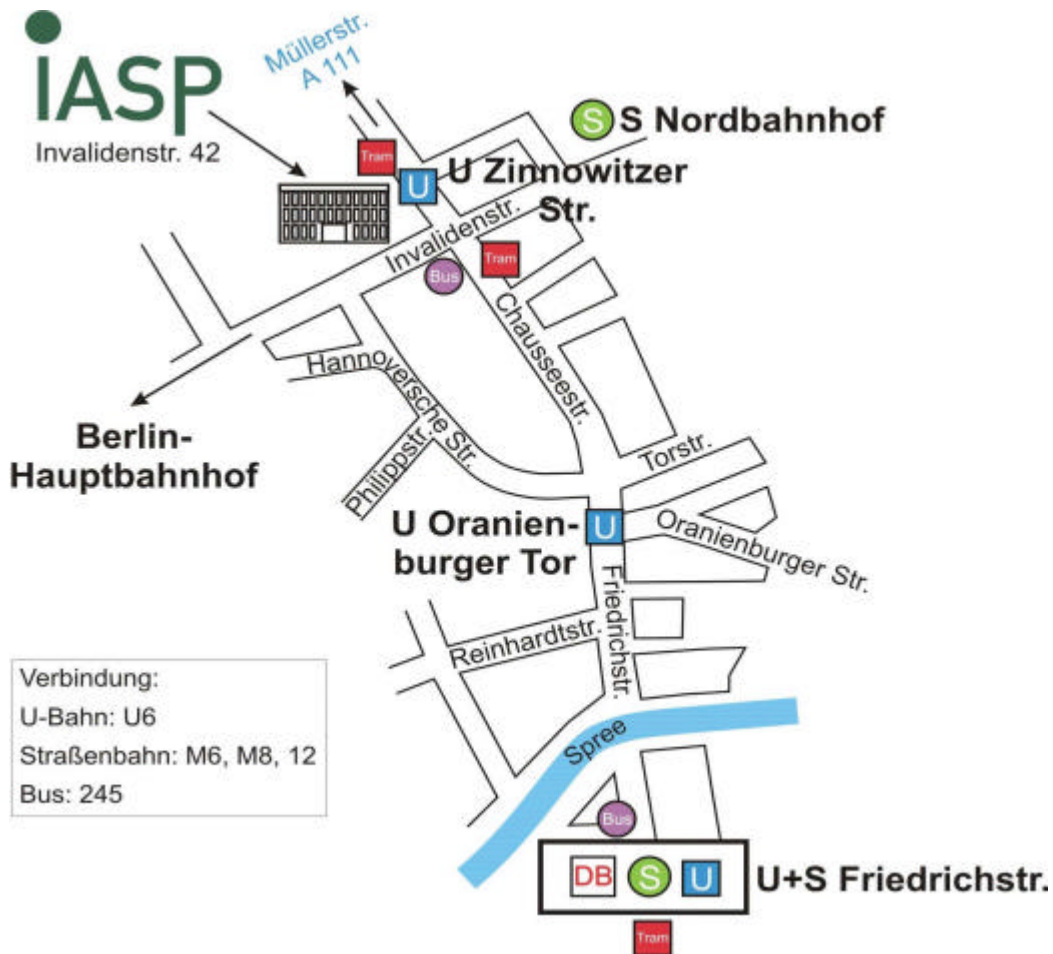 iASP
Invalidenstr. 42
Müllerstr.
A 111
S S Nordbahnhof
Tram
U U Zinnowitzer
Str.
Invalidenstr.
Bus
Tram
Chausseestr.
Hannoversche Str.
Philippstr.
Berlin-
Hauptbahnhof
Torstr.
U Oranien-
burger Tor
U
Oranienburger Str.
Friedrichstr.
Reinhardtstr.
Verbindung:
U-Bahn: U6
Straßenbahn: M6, M8, 12
Bus: 245
Spree
Bus
DB S U U+S Friedrichstr.
Tram